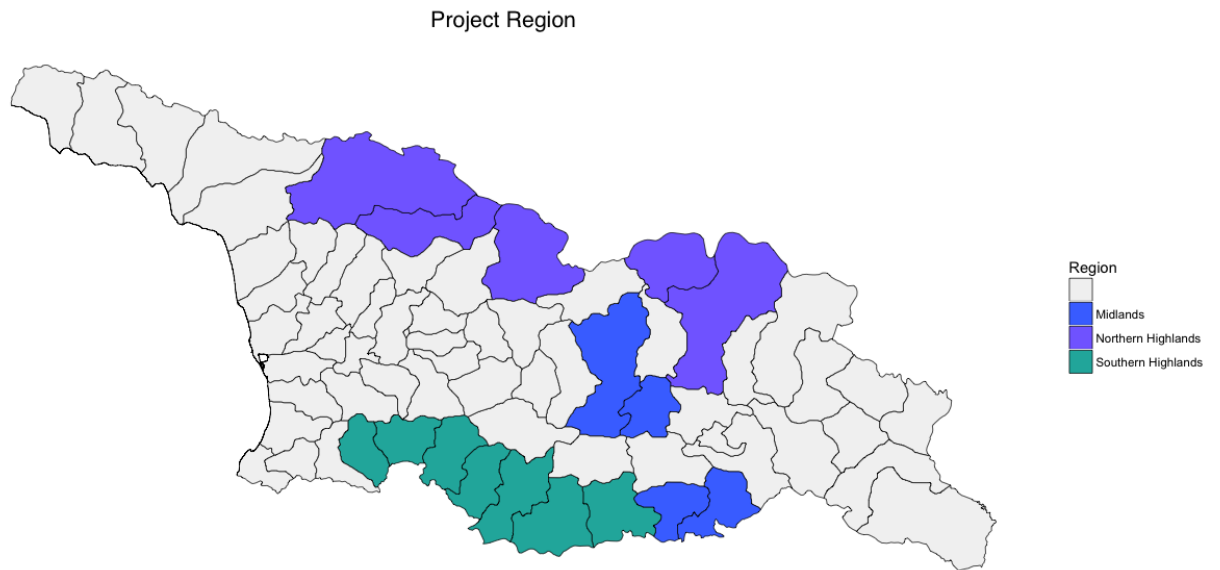 Project Region
Region
Midlands
Northern Highlands
Southern Highlands